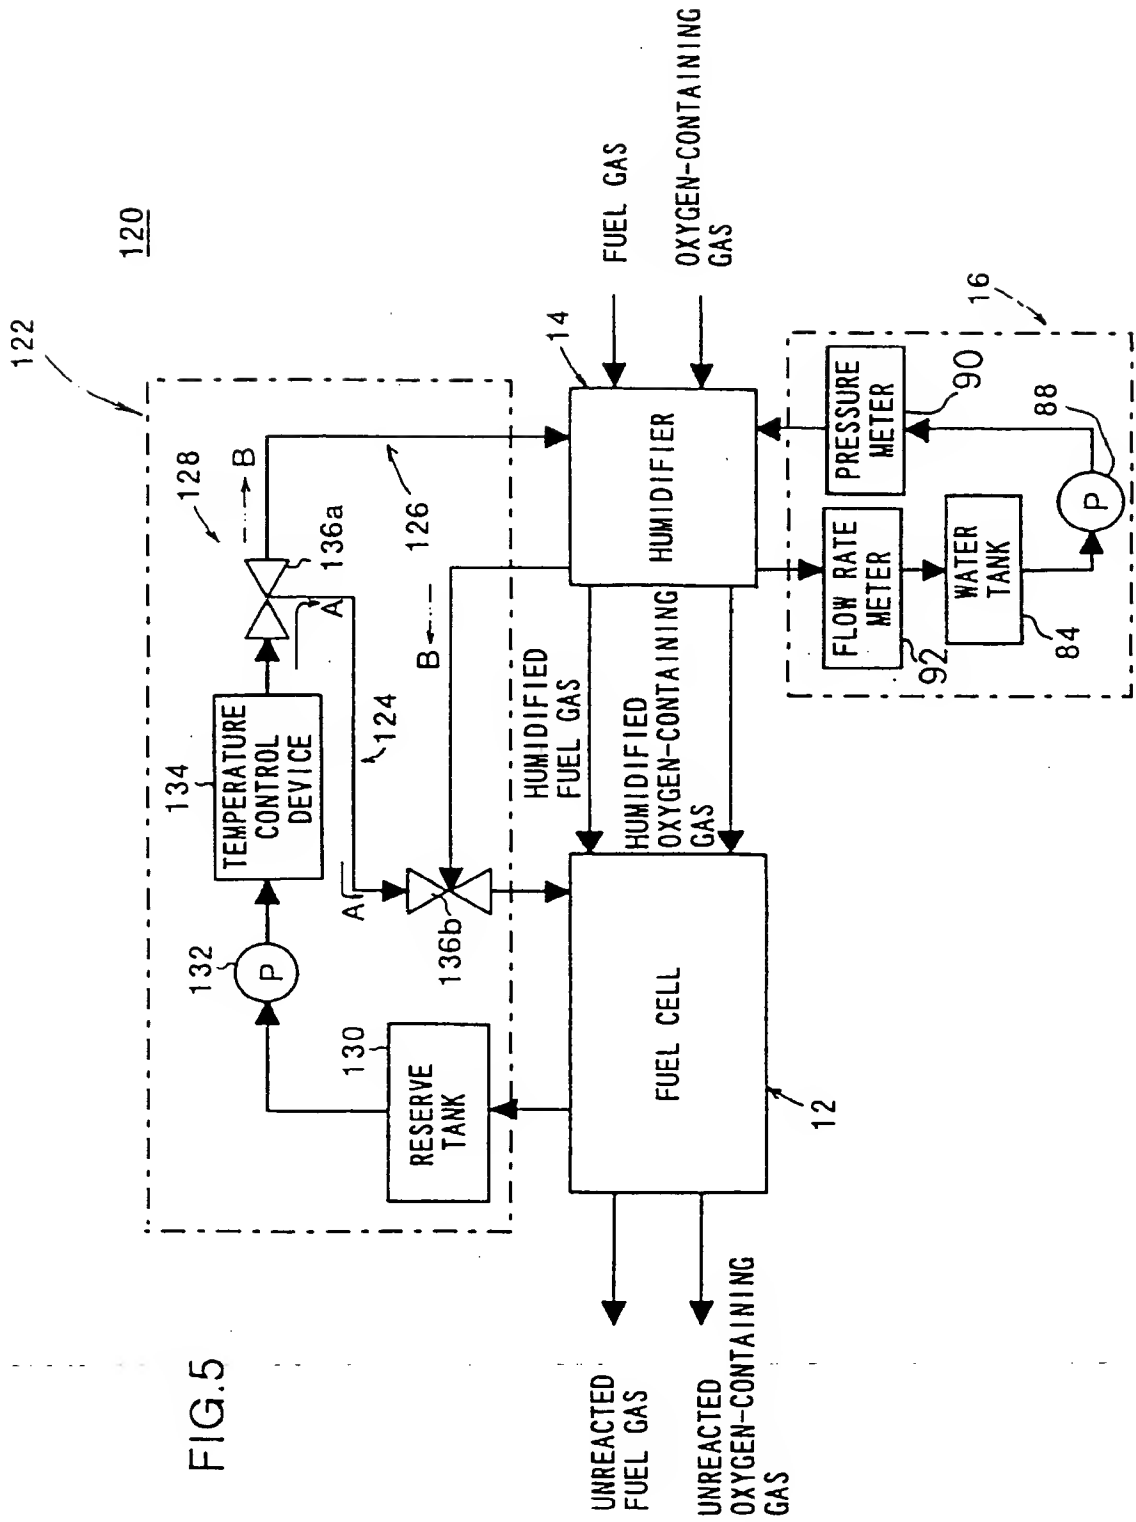 FIG.5
120
122
128
134
TEMPERATURE
CONTROL
DEVICE
132
P
130
RESERVE
TANK
136a
B
126
A
124
A
136b
B
14
HUMIDIFIER
FUEL GAS
OXYGEN-CONTAINING
GAS
HUMIDIFIED
FUEL GAS
HUMIDIFIED
OXYGEN-CONTAINING
GAS
FUEL CELL
12
UNREACTED
FUEL GAS
UNREACTED
OXYGEN-CONTAINING
GAS
16
PRESSURE
METER
90
FLOW RATE
METER
92
WATER
TANK
84
P
88